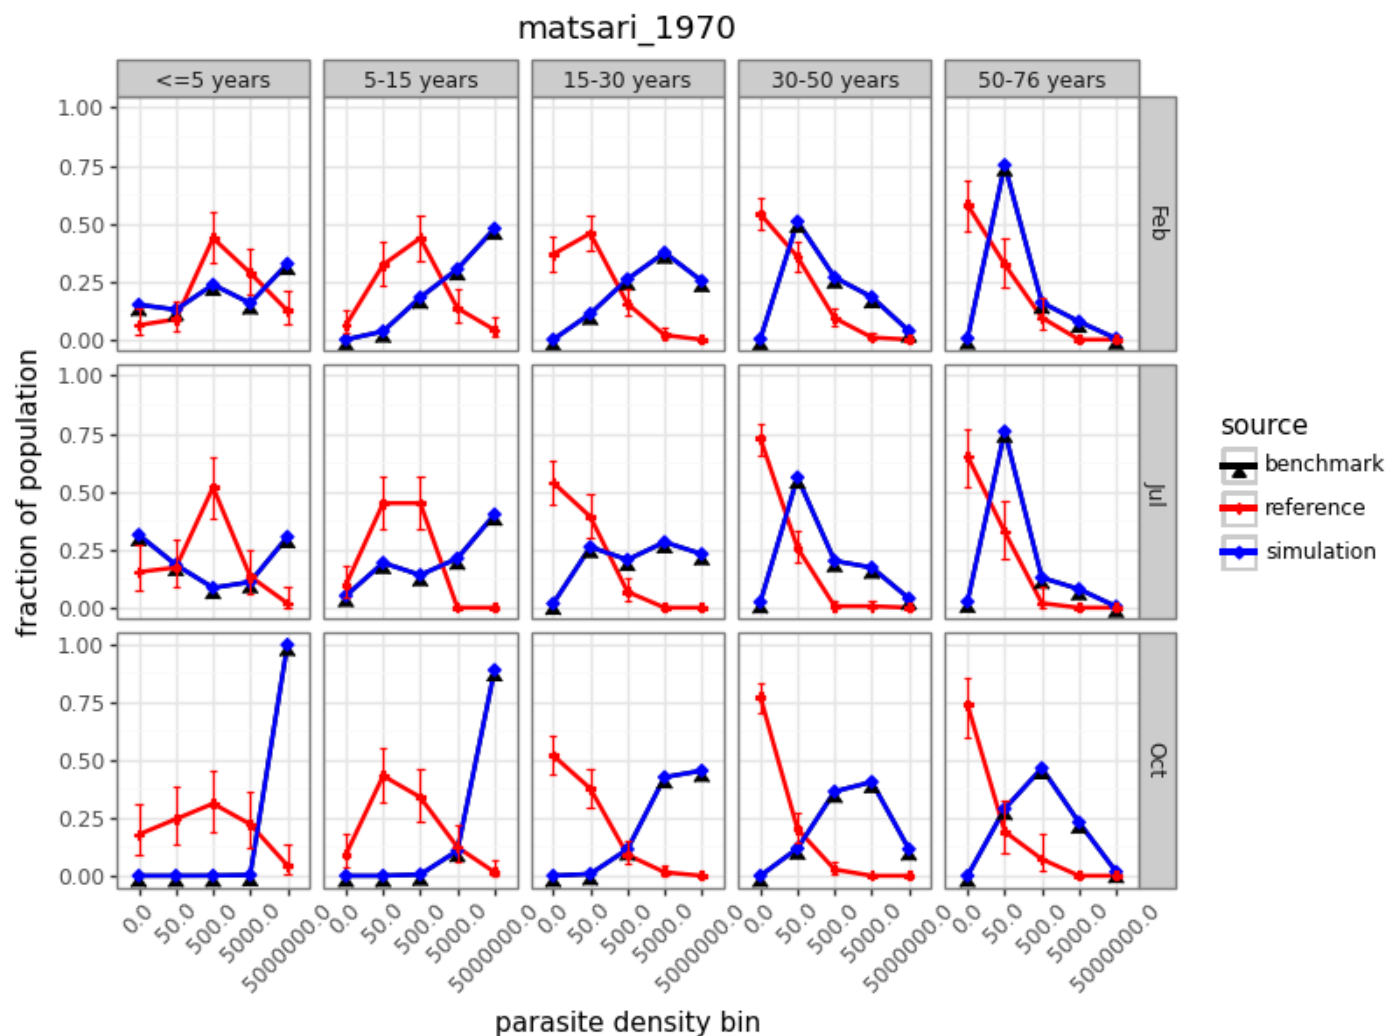 matsari_1970
<=5 years 5-15 years 15-30 years 30-50 years 50-76 years
1.00
0.75
0.50
0.25
0.00
Feb
1.00
0.75
0.50
0.25
0.00
Jul
1.00
0.75
0.50
0.25
0.00
Oct
fraction of population
0.0 50.0 500.0 5000.0 5000000.0 0.0 50.0 500.0 5000.0 5000000.0 0.0 50.0 500.0 5000.0 5000000.0 0.0 50.0 500.0 5000.0 5000000.0 0.0 50.0 500.0 5000.0 5000000.0
parasite density bin
source
benchmark
reference
simulation